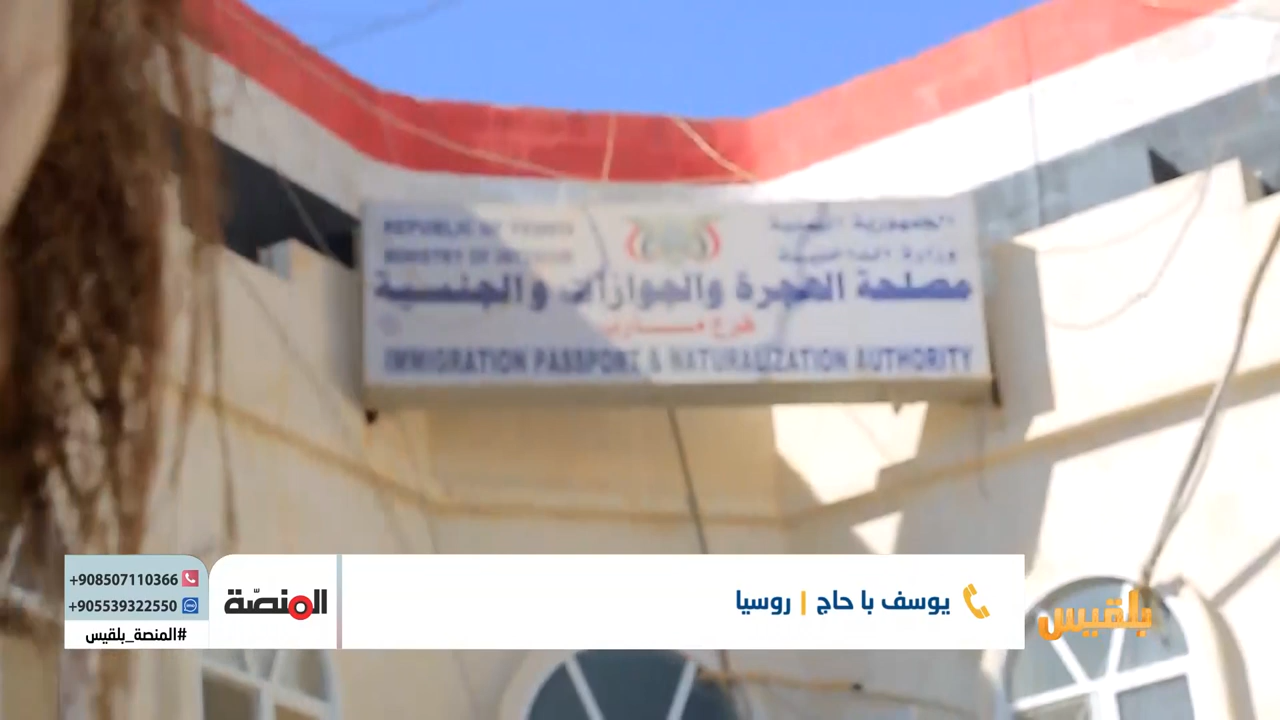 الجمهورية اليمنية
وزارة الداخلية
REPUBLIC OF YEMEN
MINISTRY OF INTERIOR
مصلحة الهجرة والجوازات والجنسية
فرع مـــارب
IMMIGRATION PASSPORT & NATURALIZATION AUTHORITY
يوسف با حاج | روسيا
المنصّة
+908507110366
+905539322550
#المنصة_بلقيس
بلقيس